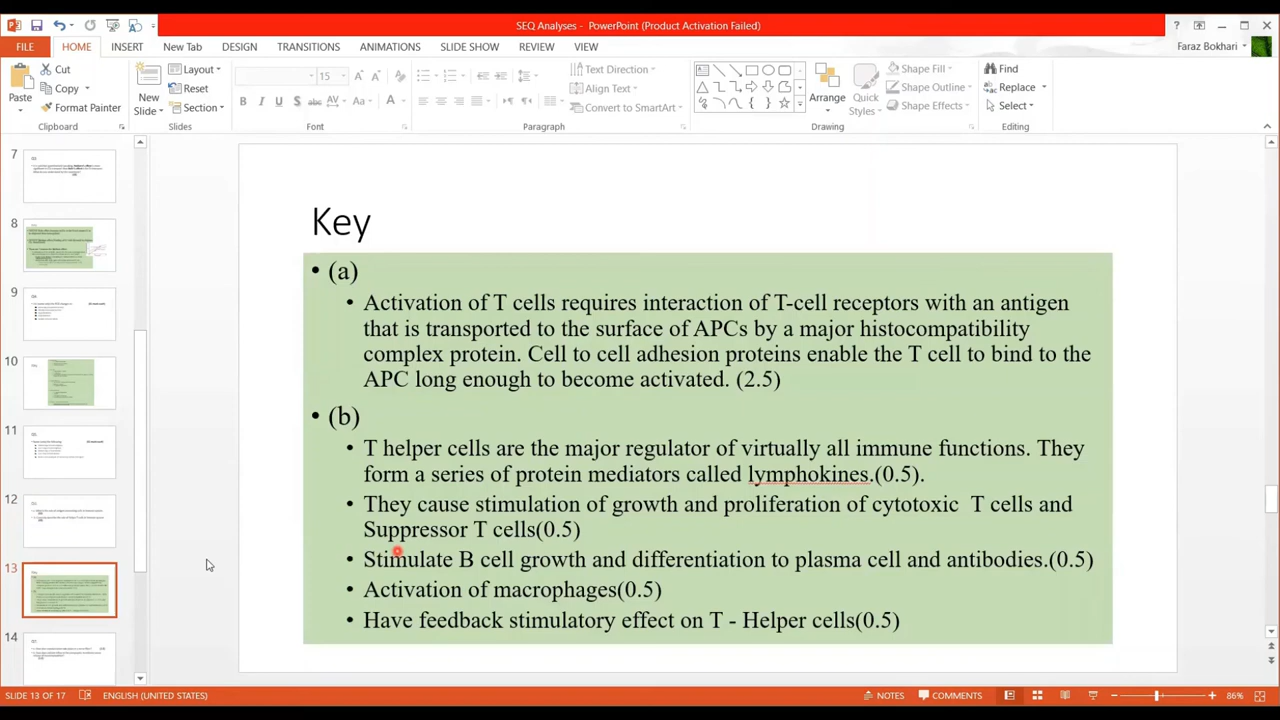 SEQ Analyses - PowerPoint (Product Activation Failed)
FILE HOME INSERT New Tab DESIGN TRANSITIONS ANIMATIONS SLIDE SHOW REVIEW VIEW Faraz Bokhari
Paste
Cut
Copy
Format Painter
Clipboard
New Slide
Layout
Reset
Section
Slides
15
Font
Text Direction
Align Text
Convert to SmartArt
Paragraph
Arrange
Quick Styles
Shape Fill
Shape Outline
Shape Effects
Drawing
Find
Replace
Select
Editing
7
8
9
10
11
12
13
14
Key
• (a)
• Activation of T cells requires interaction of T-cell receptors with an antigen
that is transported to the surface of APCs by a major histocompatibility
complex protein. Cell to cell adhesion proteins enable the T cell to bind to the
APC long enough to become activated. (2.5)
• (b)
• T helper cells are the major regulator of virtually all immune functions. They
form a series of protein mediators called lymphokines.(0.5).
• They cause stimulation of growth and proliferation of cytotoxic T cells and
Suppressor T cells(0.5)
• Stimulate B cell growth and differentiation to plasma cell and antibodies.(0.5)
• Activation of macrophages(0.5)
• Have feedback stimulatory effect on T - Helper cells(0.5)
SLIDE 13 OF 17 ENGLISH (UNITED STATES) NOTES COMMENTS 86%